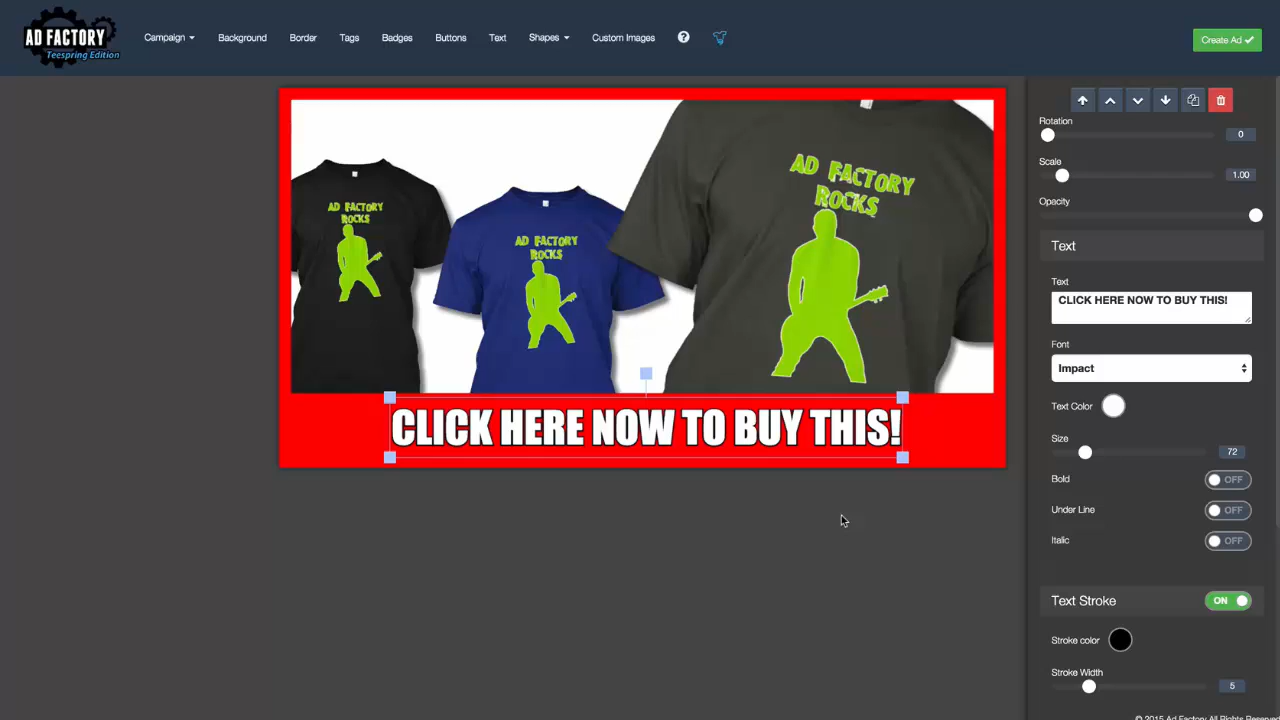 AD FACTORY
Teespring Edition
Campaign
Background
Border
Tags
Badges
Buttons
Text
Shapes
Custom Images
?
Create Ad
AD FACTORY
ROCKS
AD FACTORY
ROCKS
AD FACTORY
ROCKS
CLICK HERE NOW TO BUY THIS!
Rotation
0
Scale
1.00
Opacity
Text
Text
CLICK HERE NOW TO BUY THIS!
Font
Impact
Text Color
Size
72
Bold
OFF
Under Line
OFF
Italic
OFF
Text Stroke
ON
Stroke color
Stroke Width
5
© 2015 Ad Factory All Rights Reserved